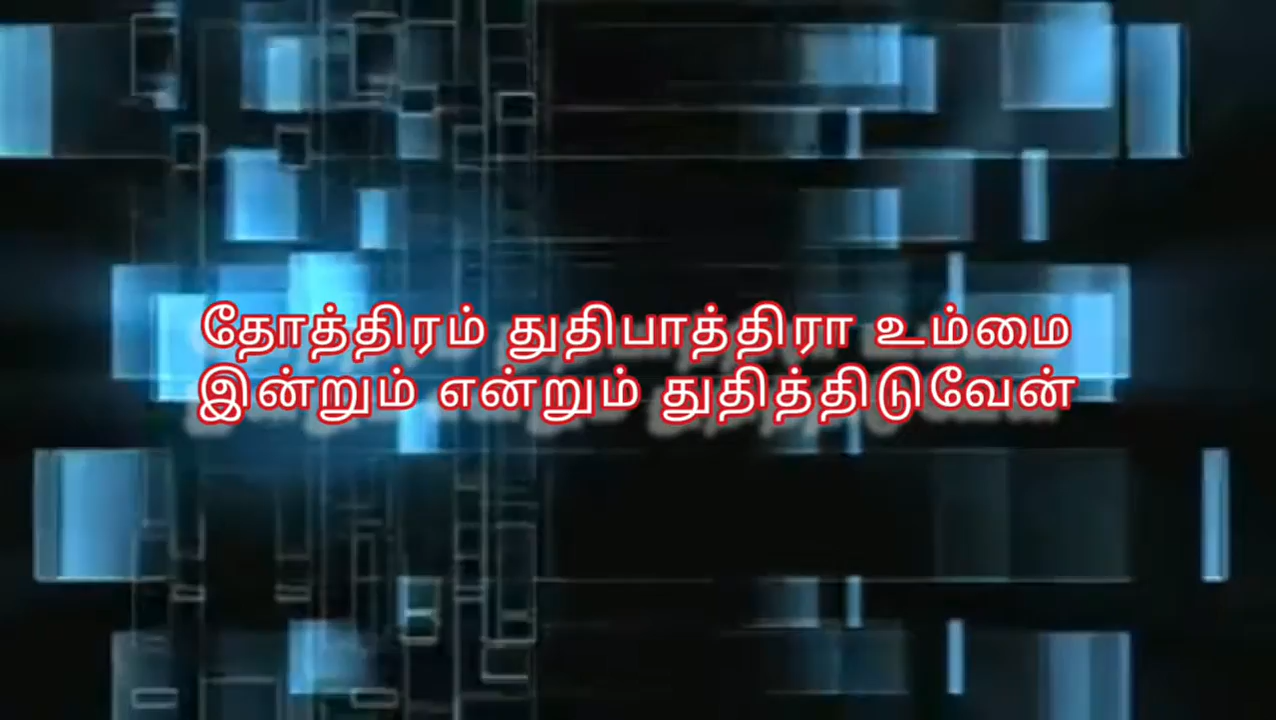 தோத்திரம் துதிபாத்திரா உம்மை
இன்றும் என்றும் துதித்திடுவேன்